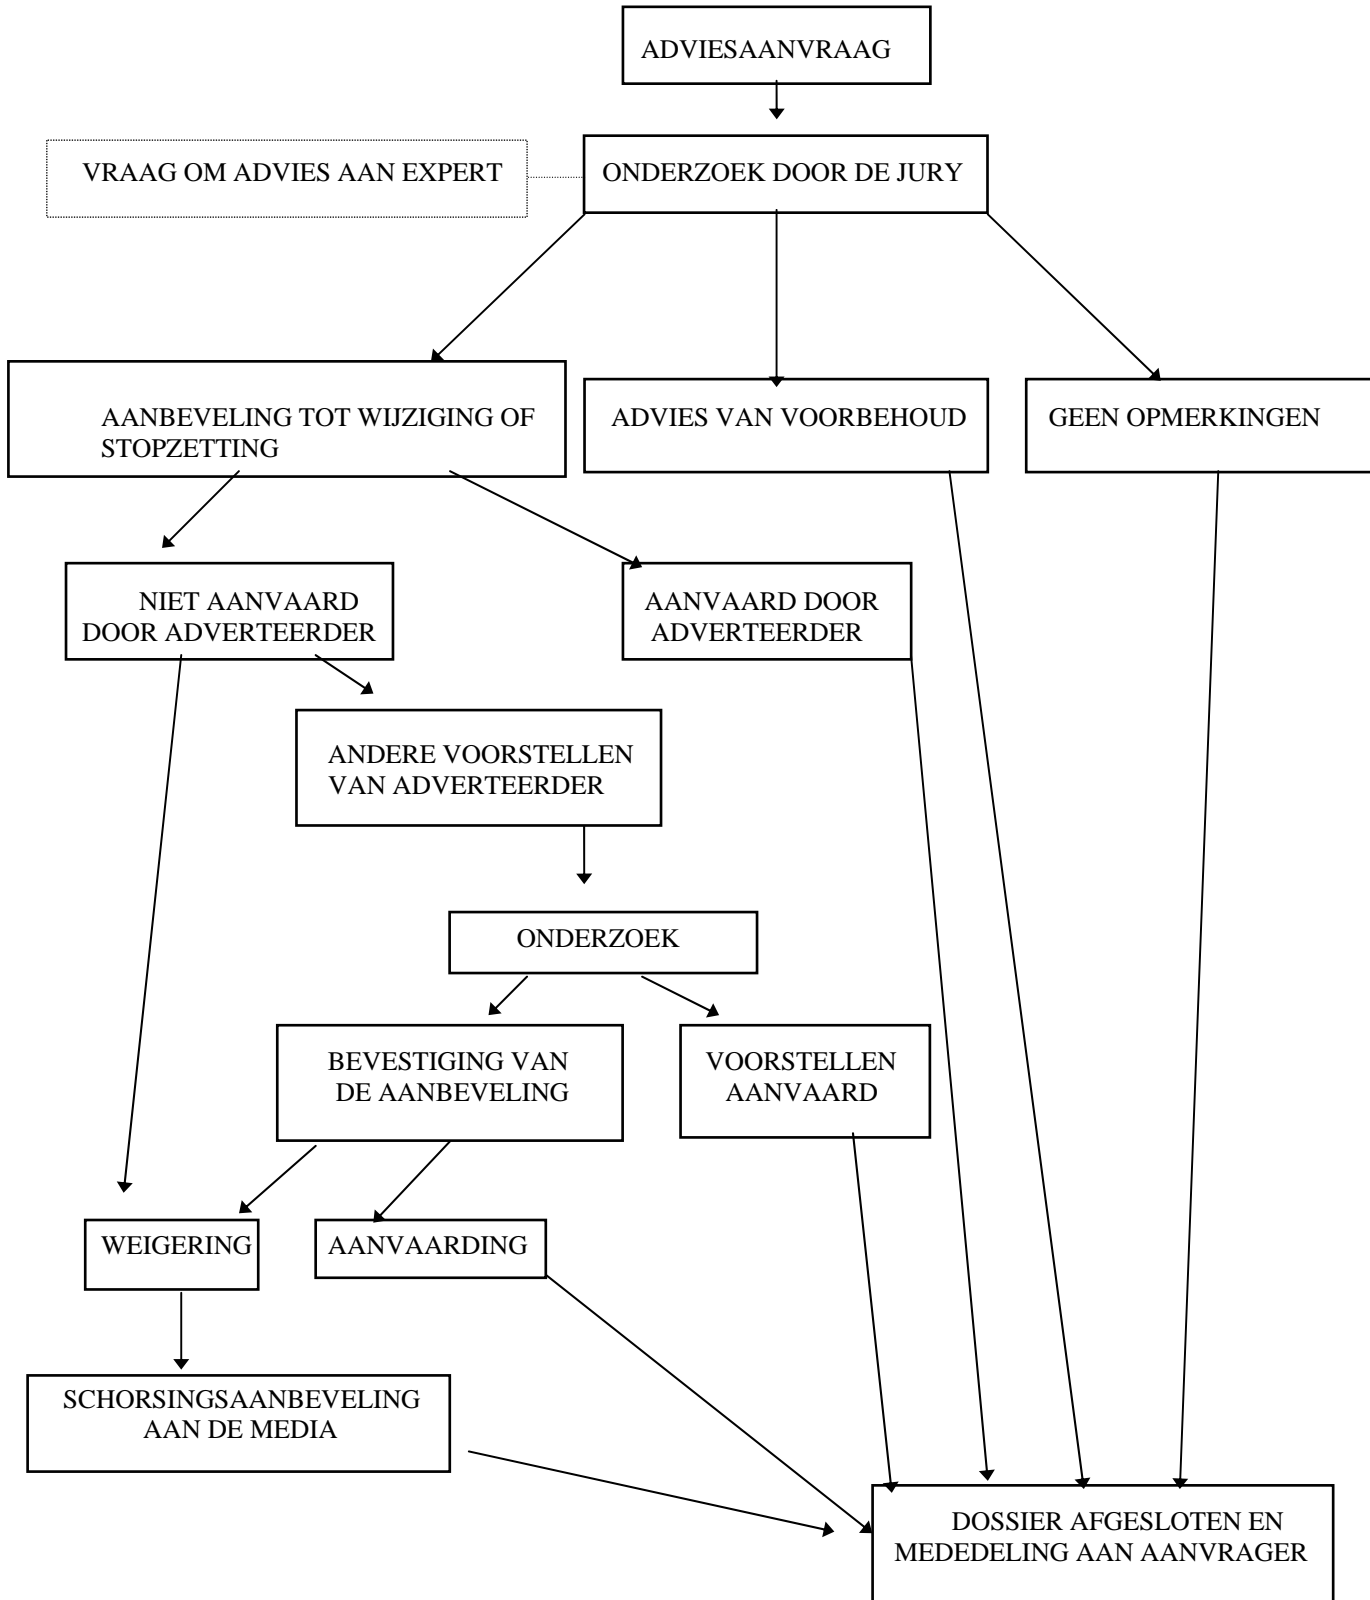 ADVIESAANVRAAG
VRAAG OM ADVIES AAN EXPERT
ONDERZOEK DOOR DE JURY
AANBEVELING TOT WIJZIGING OF
STOPZETTING
ADVIES VAN VOORBEHOUD
GEEN OPMERKINGEN
NIET AANVAARD
DOOR ADVERTEERDER
AANVAARD DOOR
ADVERTEERDER
ANDERE VOORSTELLEN
VAN ADVERTEERDER
ONDERZOEK
BEVESTIGING VAN
DE AANBEVELING
VOORSTELLEN
AANVAARD
WEIGERING
AANVAARDING
SCHORSINGSAANBEVELING
AAN DE MEDIA
DOSSIER AFGESLOTEN EN
MEDEDELING AAN AANVRAGER